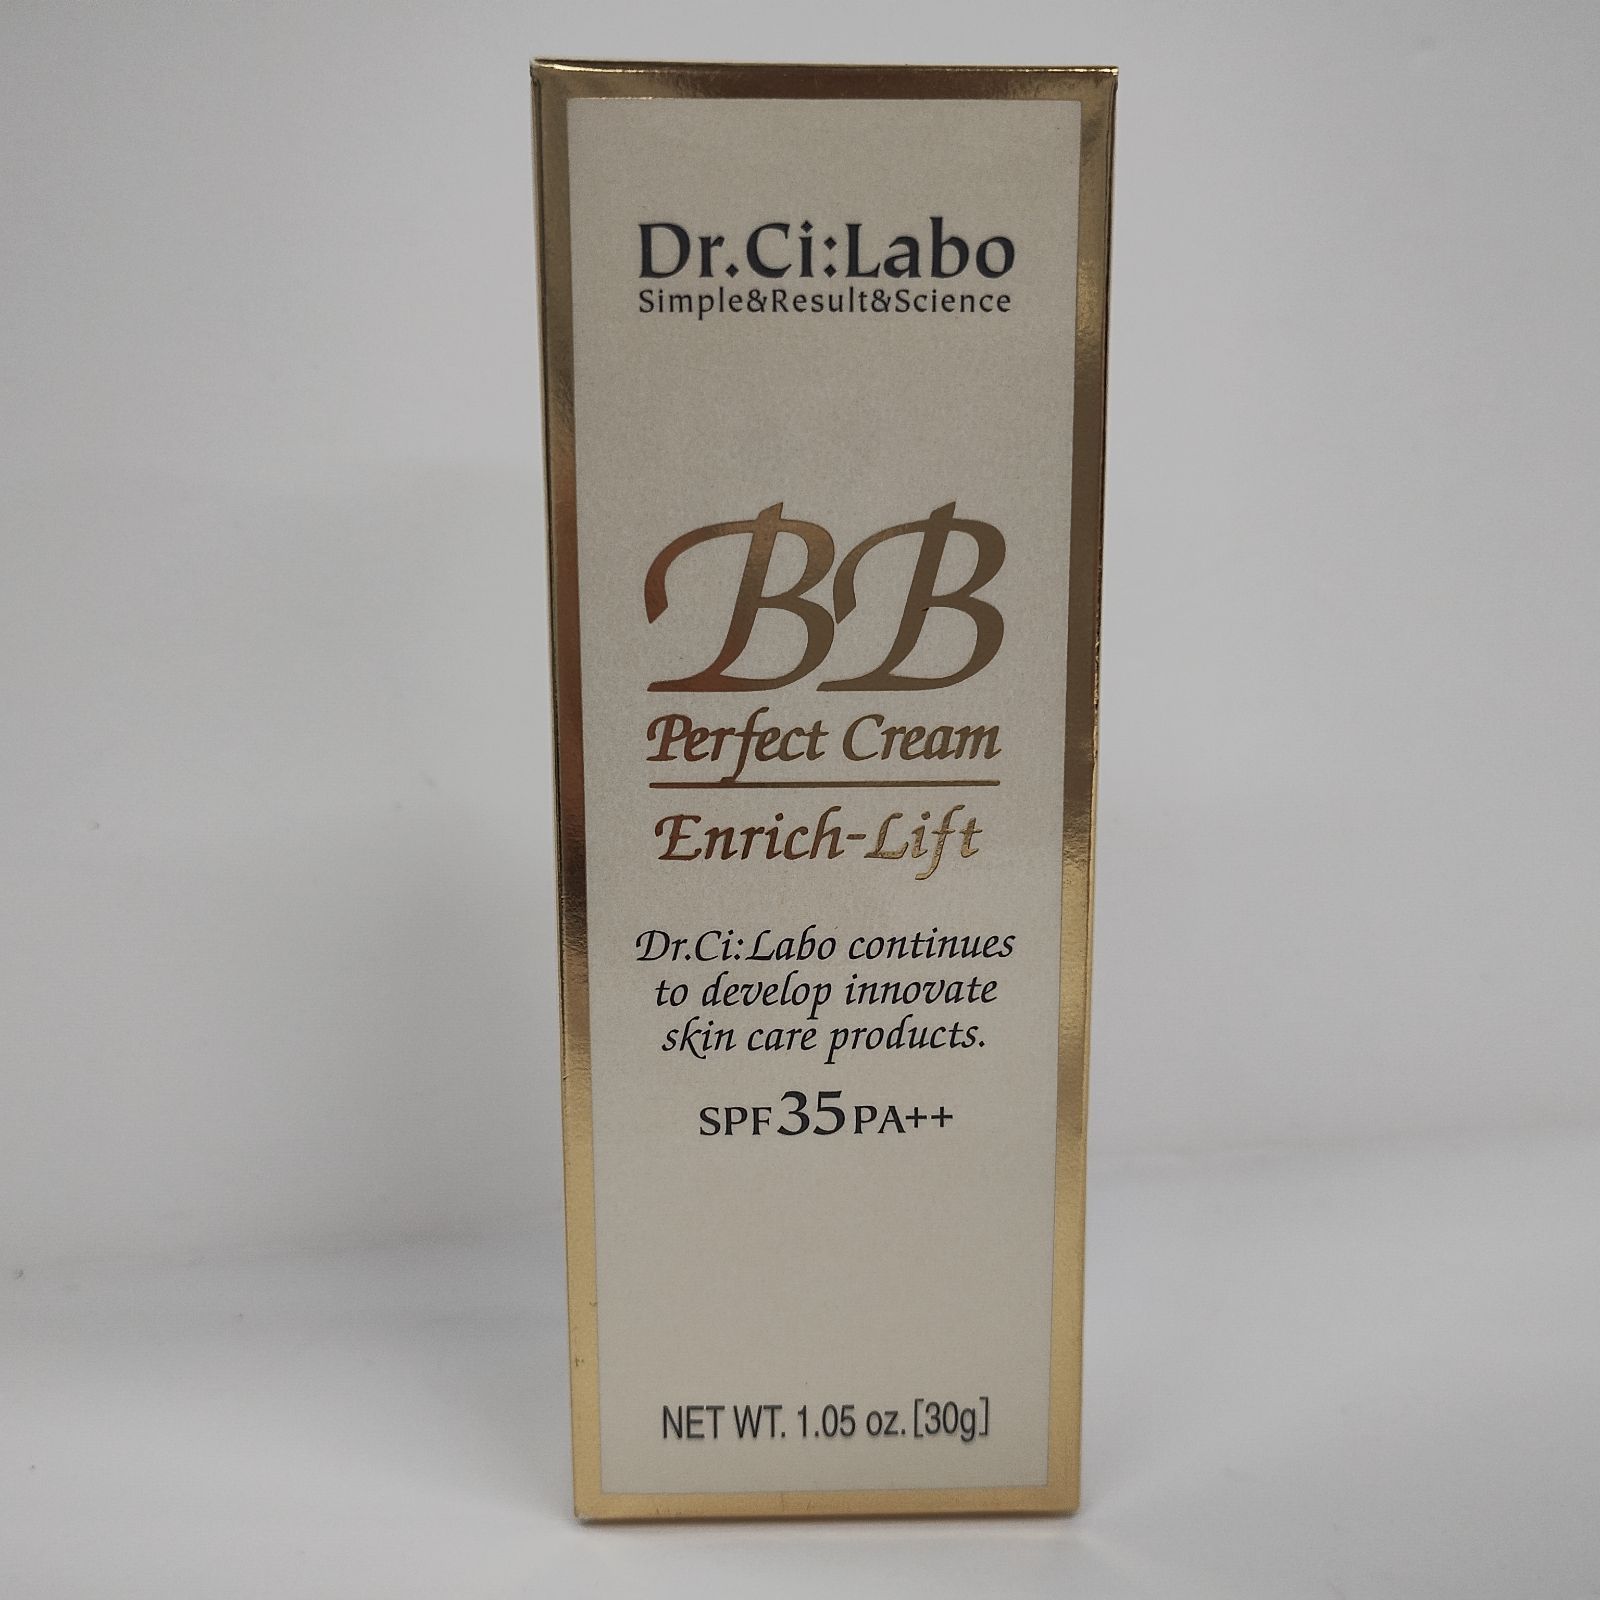 Dr.Ci:Labo
Simple&Result&Science
BB
Perfect Cream
Enrich-Lift
Dr.Ci:Labo continues
to develop innovate
skin care products.
SPF35PA++
NET WT. 1.05 oz.[30g]